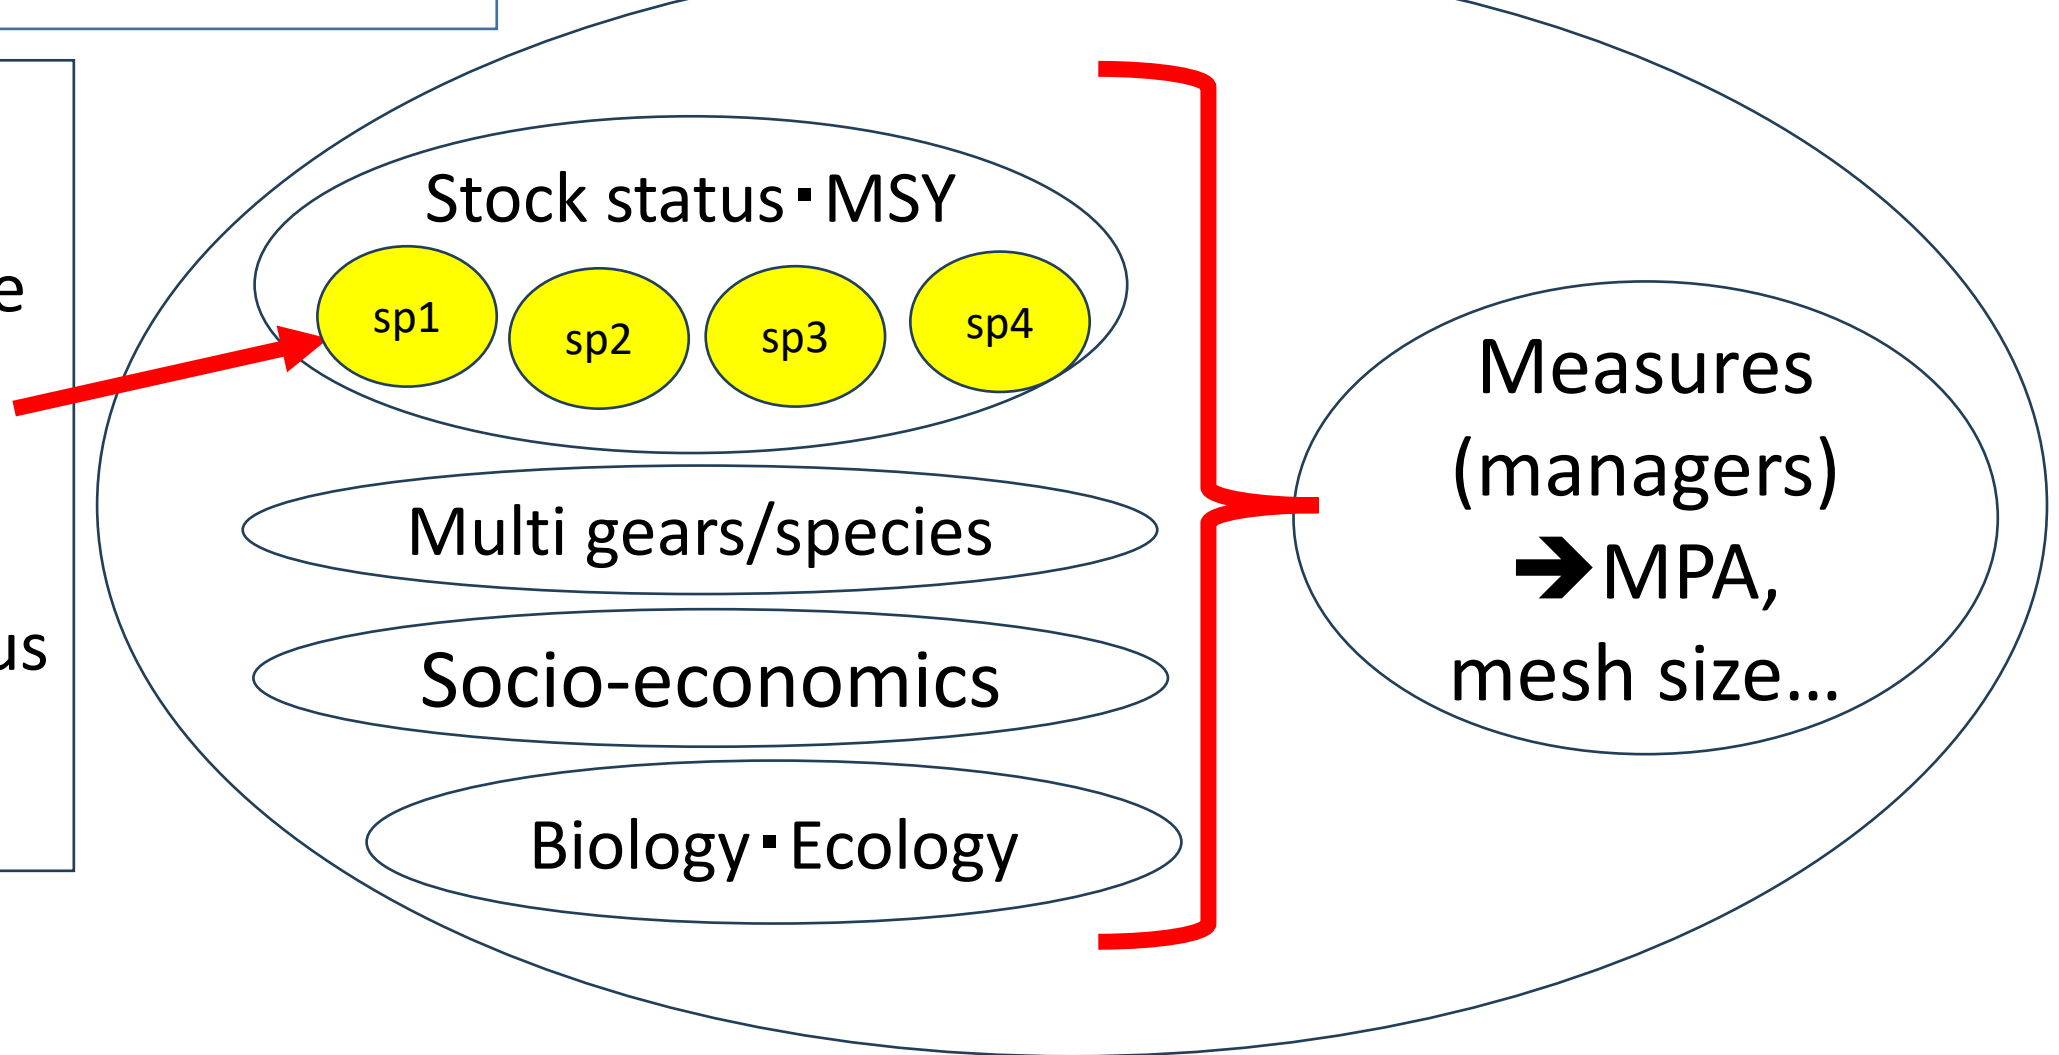 Stock status・MSY
sp1 sp2 sp3 sp4
Multi gears/species
Socio-economics
Biology・Ecology
Measures
(managers)
➔MPA,
mesh size…